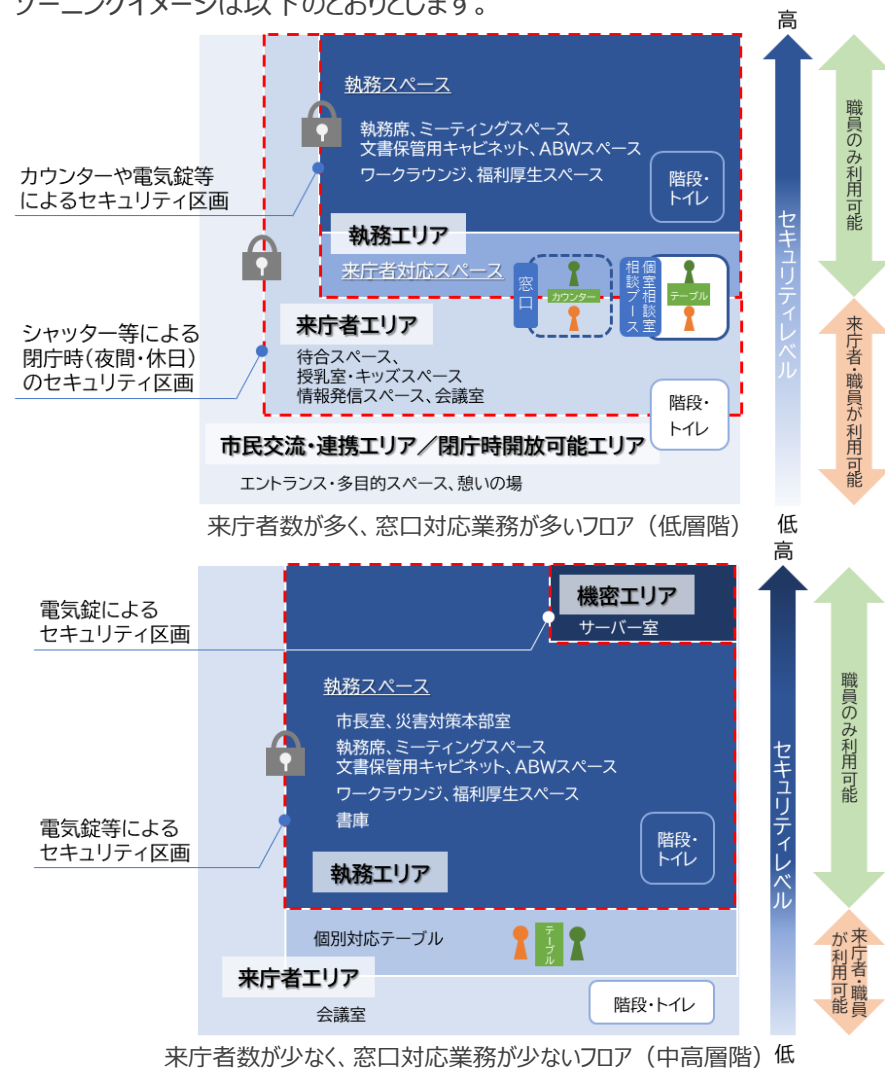 ゾーニングイメージは以下のとおりとします。
高
執務スペース
執務席、ミーティングスペース
文書保管用キャビネット、ABWスペース
ワークラウンジ、福利厚生スペース
階段・
トイレ
カウンターや電気錠等
によるセキュリティ区画
執務エリア
来庁者対応スペース
窓口
カウンター
個室相談室
相談ブース
テーブル
来庁者エリア
待合スペース、
授乳室・キッズスペース
情報発信スペース、会議室
シャッター等による
閉庁時(夜間・休日)
のセキュリティ区画
階段・
トイレ
市民交流・連携エリア/閉庁時開放可能エリア
エントランス・多目的スペース、憩いの場
セキュリティレベル
職員のみ利用可能
来庁者・職員が利用可能
来庁者数が多く、窓口対応業務が多いフロア(低層階)
低
高
機密エリア
サーバー室
電気錠による
セキュリティ区画
執務スペース
市長室、災害対策本部室
執務席、ミーティングスペース
文書保管用キャビネット、ABWスペース
ワークラウンジ、福利厚生スペース
書庫
階段・
トイレ
電気錠等による
セキュリティ区画
執務エリア
個別対応テーブル
テーブル
来庁者エリア
会議室
階段・トイレ
セキュリティレベル
職員のみ利用可能
来庁者・職員
が利用可能
来庁者数が少なく、窓口対応業務が少ないフロア(中高層階)
低